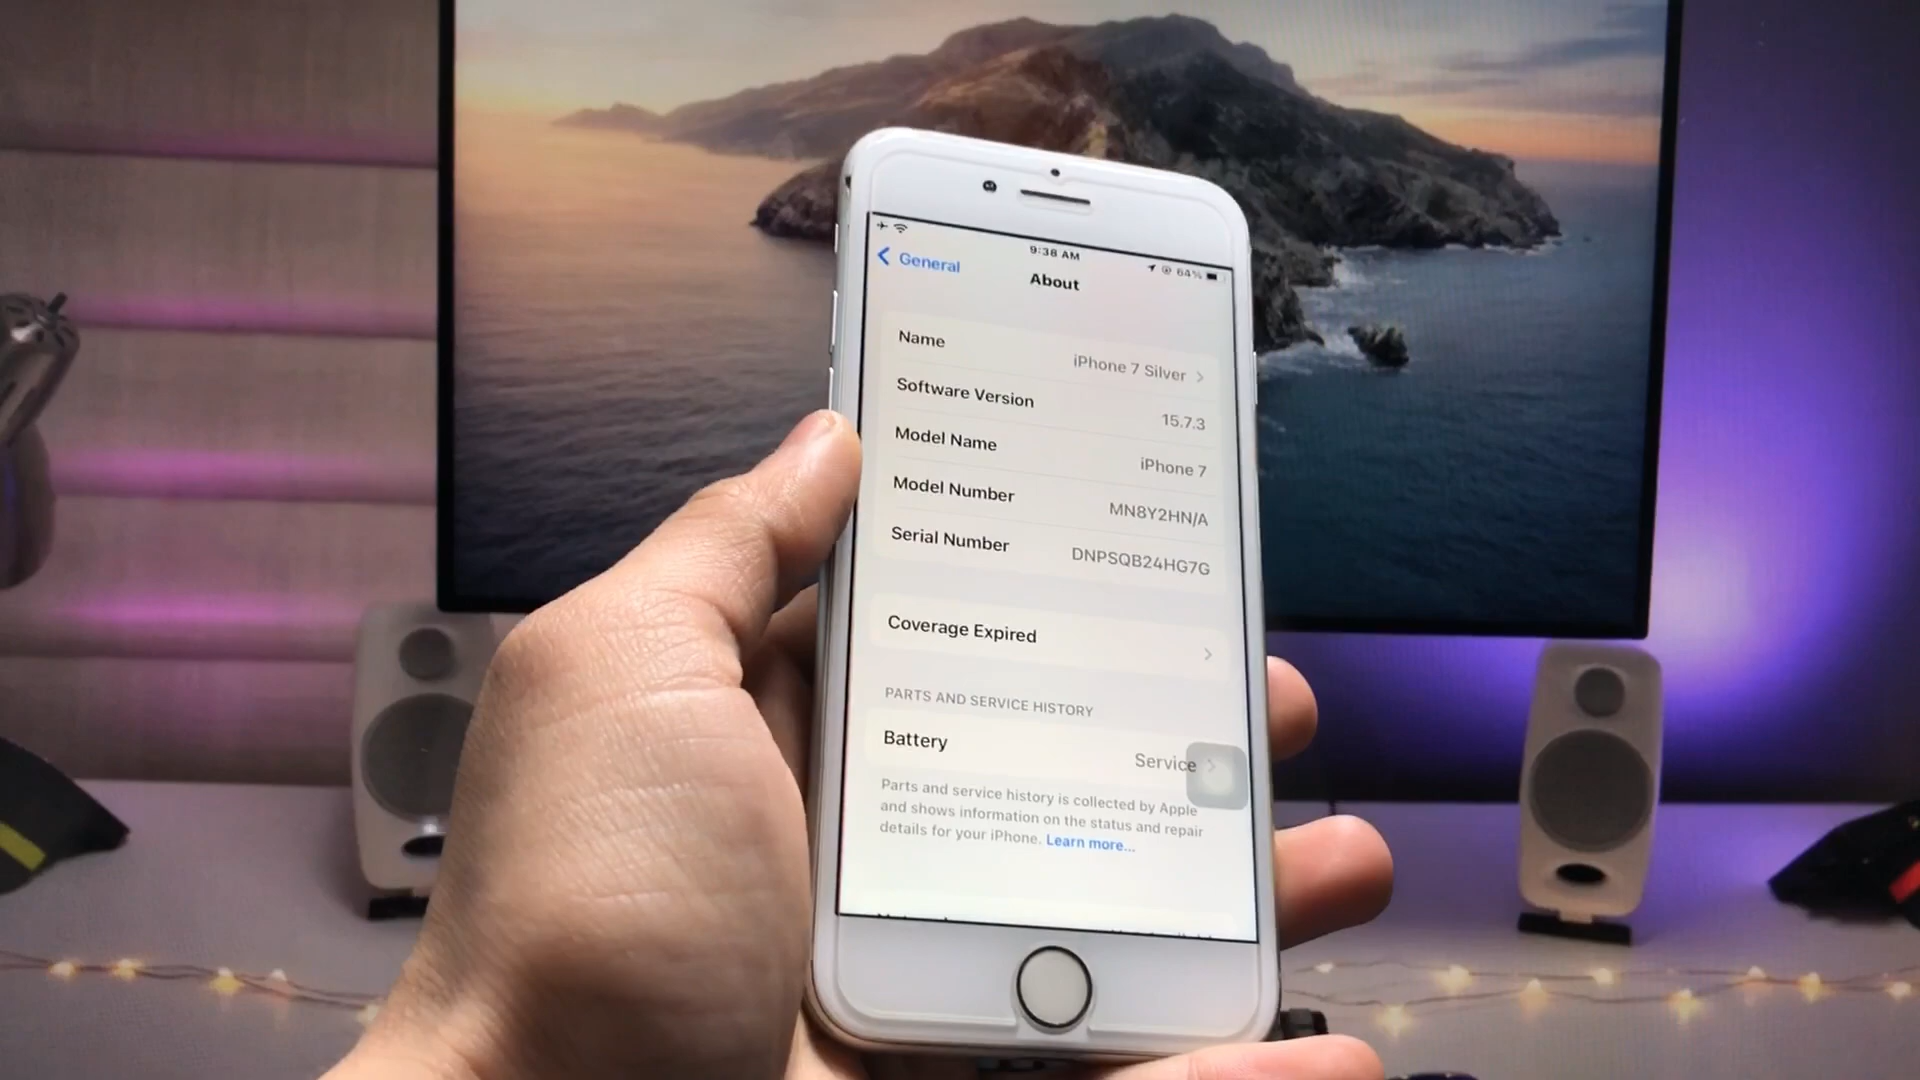 9:38 AM
64%
General
About
Name
iPhone 7 Silver
Software Version
15.7.3
Model Name
iPhone 7
Model Number
MN8Y2HN/A
Serial Number
DNPSQB24HG7G
Coverage Expired
PARTS AND SERVICE HISTORY
Battery
Service
Parts and service history is collected by Apple
and shows information on the status and repair
details for your iPhone. Learn more...